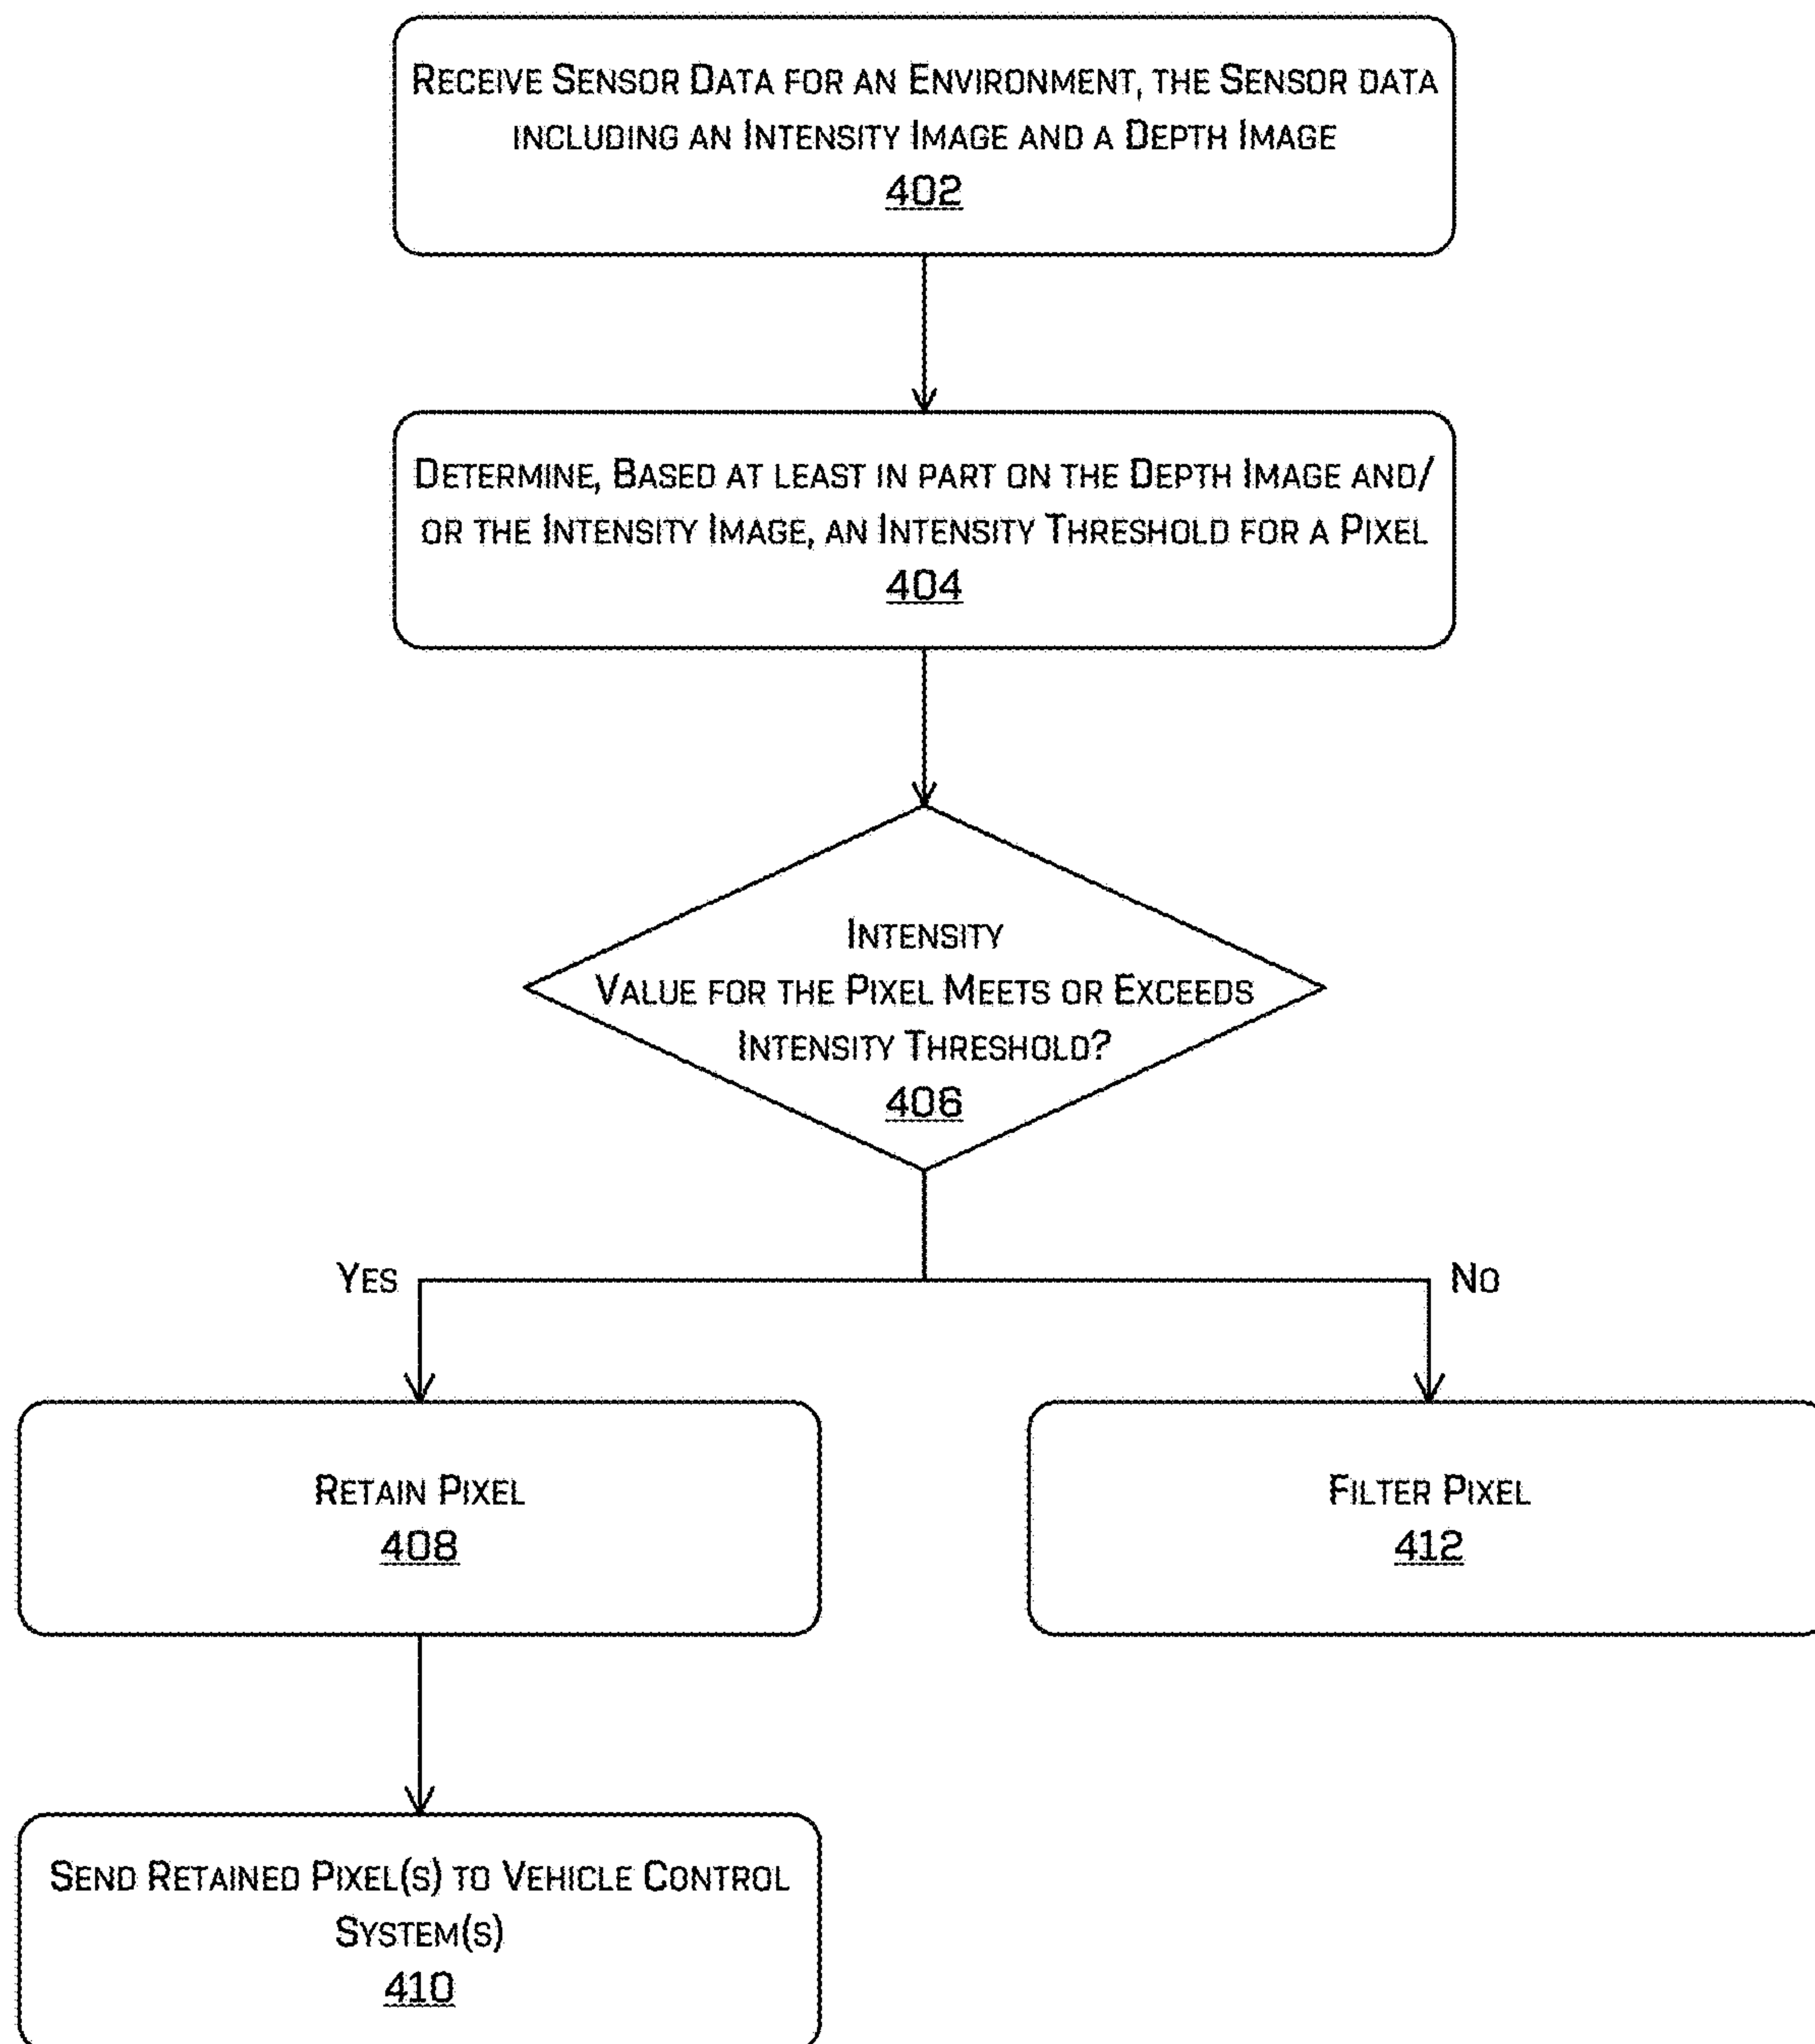 Receive Sensor Data for an Environment, the Sensor data
including an Intensity Image and a Depth Image
402
Determine, Based at least in part on the Depth Image and/
or the Intensity Image, an Intensity Threshold for a Pixel
404
Intensity
Value for the Pixel Meets or Exceeds
Intensity Threshold?
406
Yes
No
Retain Pixel
408
Filter Pixel
412
Send Retained Pixel(s) to Vehicle Control
System(s)
410